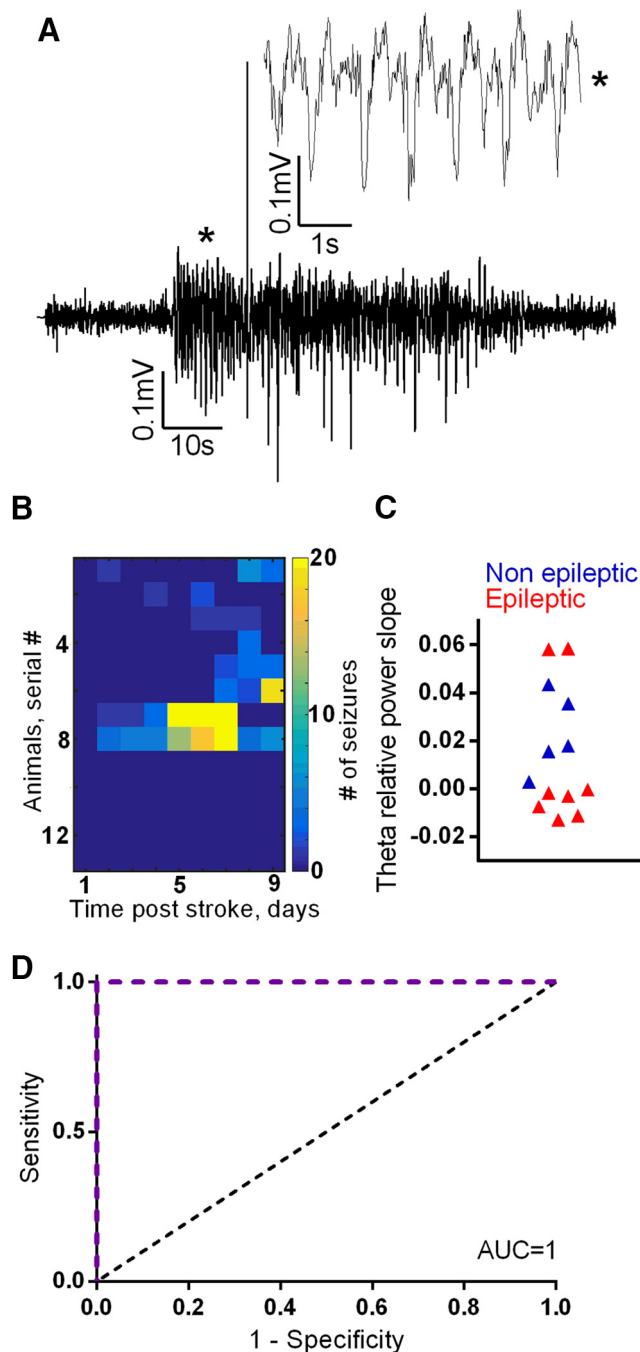 A
*
0.1mV
1s
*
0.1mV
10s
B
4
8
12
Animals, serial #
1 5 9
Time post stroke, days
20
10
0
# of seizures
C
Non epileptic
Epileptic
0.06
0.04
0.02
0.00
-0.02
Theta relative power slope
D
1.0
0.5
0.0
Sensitivity
AUC=1
0.0 0.2 0.4 0.6 0.8 1.0
1 - Specificity